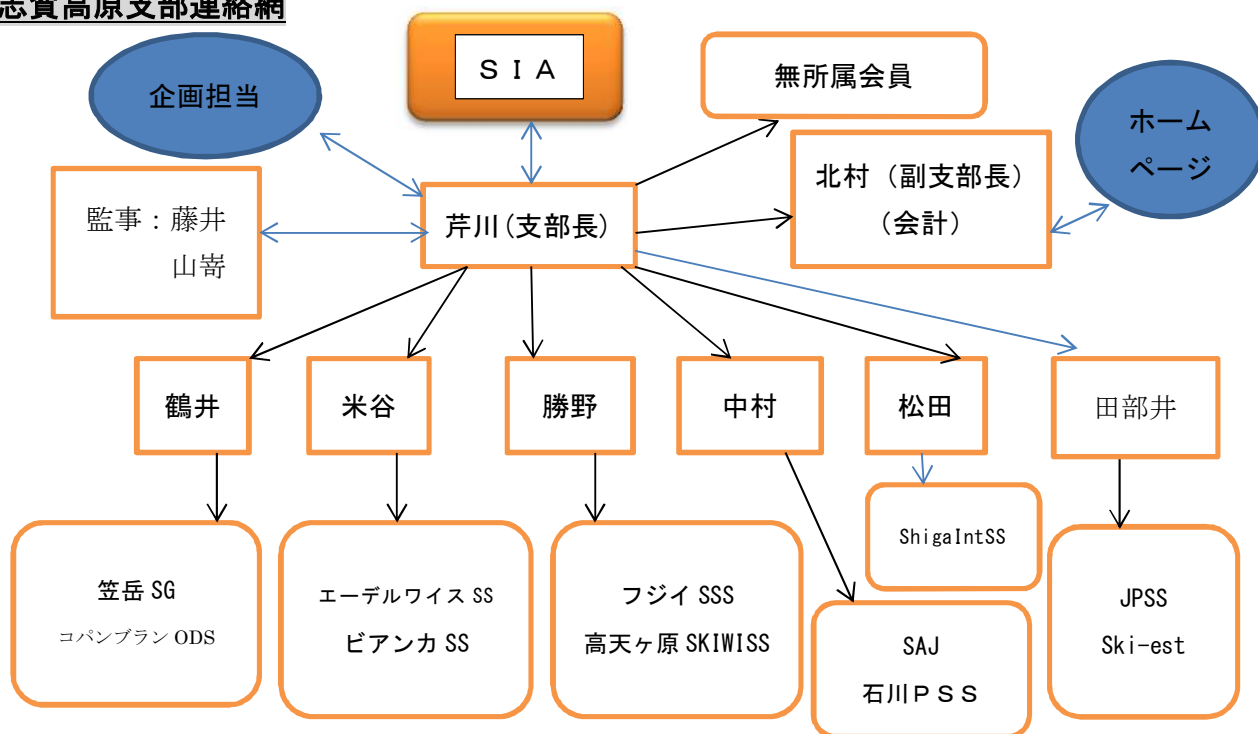 志賀高原支部連絡網
SIA
企画担当
無所属会員
ホーム
ページ
北村(副支部長)
(会計)
監事:藤井
山嵜
芹川(支部長)
鶴井
米谷
勝野
中村
松田
田部井
笠岳 SG
コパンブラン ODS
エーデルワイス SS
ビアンカ SS
フジイ SSS
高天ヶ原 SKIWISS
ShigaIntSS
SAJ
石川PSS
JPSS
Ski-est